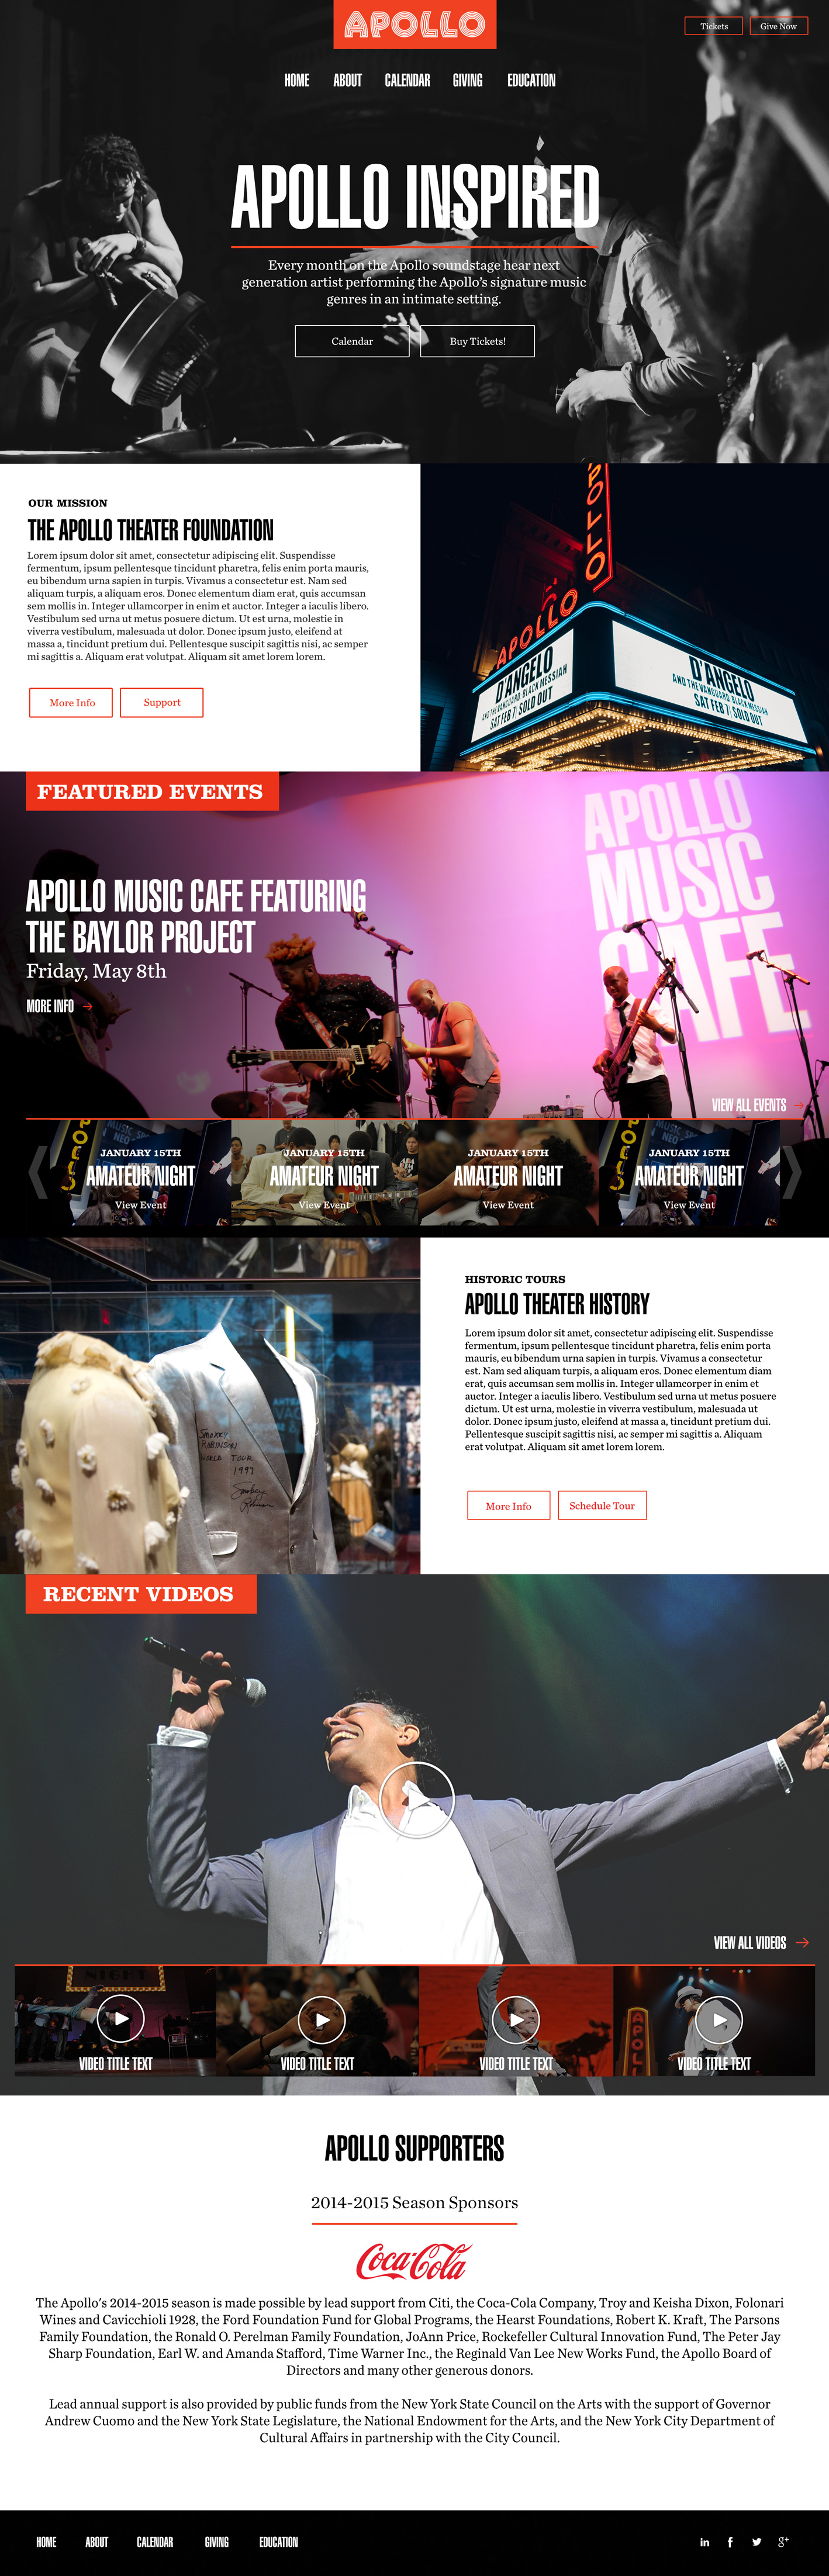 APOLLO
Tickets
Give Now
HOME
ABOUT
CALENDAR
GIVING
EDUCATION
APOLLO INSPIRED
Every month on the Apollo soundstage hear next
generation artist performing the Apollo's signature music
genres in an intimate setting.
Calendar
Buy Tickets!
OUR MISSION
THE APOLLO THEATER FOUNDATION
Lorem ipsum dolor sit amet, consectetur adipiscing elit. Suspendisse
fermentum, ipsum pellentesque tincidunt pharetra, felis enim porta mauris,
eu bibendum urna sapien in turpis. Vivamus a consectetur est. Nam sed
aliquam turpis, a aliquam eros. Donec elementum diam erat, quis accumsan
sem mollis in. Integer ullamcorper in enim et auctor. Integer a iaculis libero.
Vestibulum sed urna ut metus posuere dictum. Ut est urna, molestie in
viverra vestibulum, malesuada ut dolor. Donec ipsum justo, eleifend at
massa a, tincidunt pretium dui. Pellentesque suscipit sagittis nisi, ac semper
mi sagittis a. Aliquam erat volutpat. Aliquam sit amet lorem lorem.
More Info
Support
POLLO
APOLLO
D'ANGELO
AND THE VANGUARD BLACK MESSIAH
SAT FEB 7 SOLD OUT
D'ANGELO
AND THE VANGUARD BLACK MESSIAH
SAT FEB 7 SOLD OUT
FEATURED EVENTS
APOLLO
MUSIC
CAFE
APOLLO MUSIC CAFE FEATURING
THE BAYLOR PROJECT
Friday, May 8th
MORE INFO
VIEW ALL EVENTS
JANUARY 15TH
AMATEUR NIGHT
View Event
JANUARY 15TH
AMATEUR NIGHT
View Event
JANUARY 15TH
AMATEUR NIGHT
View Event
JANUARY 15TH
AMATEUR NIGHT
View Event
SMOKEY
ROBINSON
WORLD TOUR
1997
Smokey
Robinson
HISTORIC TOURS
APOLLO THEATER HISTORY
Lorem ipsum dolor sit amet, consectetur adipiscing elit. Suspendisse
fermentum, ipsum pellentesque tincidunt pharetra, felis enim porta
mauris, eu bibendum urna sapien in turpis. Vivamus a consectetur
est. Nam sed aliquam turpis, a aliquam eros. Donec elementum diam
erat, quis accumsan sem mollis in. Integer ullamcorper in enim et
auctor. Integer a iaculis libero. Vestibulum sed urna ut metus posuere
dictum. Ut est urna, molestie in viverra vestibulum, malesuada ut
dolor. Donec ipsum justo, eleifend at massa a, tincidunt pretium dui.
Pellentesque suscipit sagittis nisi, ac semper mi sagittis a. Aliquam
erat volutpat. Aliquam sit amet lorem lorem.
More Info
Schedule Tour
RECENT VIDEOS
VIEW ALL VIDEOS
NIGHT
VIDEO TITLE TEXT
VIDEO TITLE TEXT
VIDEO TITLE TEXT
APOL
VIDEO TITLE TEXT
APOLLO SUPPORTERS
2014-2015 Season Sponsors
Coca-Cola
The Apollo's 2014-2015 season is made possible by lead support from Citi, the Coca-Cola Company, Troy and Keisha Dixon, Folonari
Wines and Cavicchioli 1928, the Ford Foundation Fund for Global Programs, the Hearst Foundations, Robert K. Kraft, The Parsons
Family Foundation, the Ronald O. Perelman Family Foundation, JoAnn Price, Rockefeller Cultural Innovation Fund, The Peter Jay
Sharp Foundation, Earl W. and Amanda Stafford, Time Warner Inc., the Reginald Van Lee New Works Fund, the Apollo Board of
Directors and many other generous donors.
Lead annual support is also provided by public funds from the New York State Council on the Arts with the support of Governor
Andrew Cuomo and the New York State Legislature, the National Endowment for the Arts, and the New York City Department of
Cultural Affairs in partnership with the City Council.
HOME
ABOUT
CALENDAR
GIVING
EDUCATION
in
f
g+